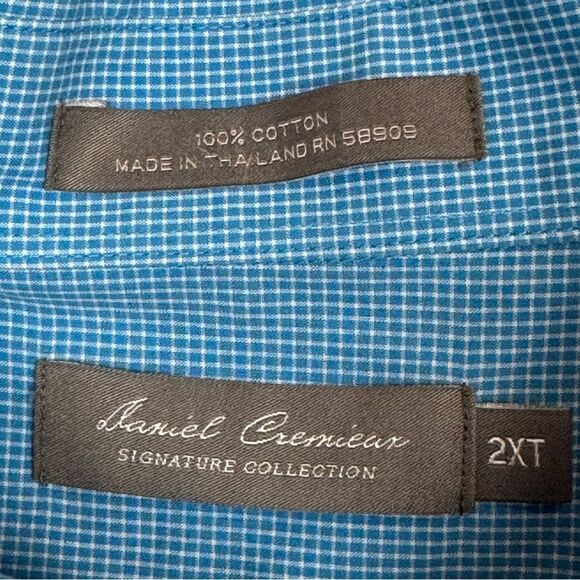 100% COTTON
MADE IN THAILAND RN 58909
Daniel Cremieux
SIGNATURE COLLECTION
2XT